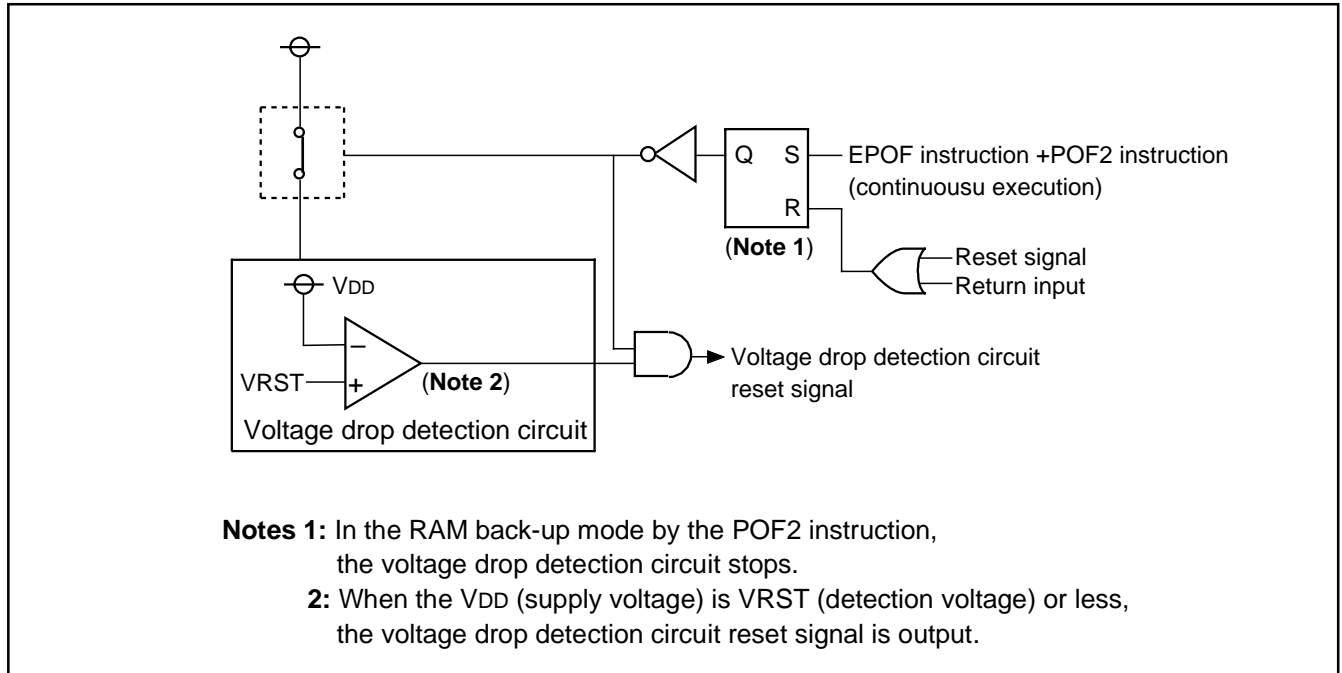 Q S
EPOF instruction +POF2 instruction
(continuousu execution)
R
(Note 1)
Reset signal
Return input
VDD
–
VRST
+
(Note 2)
Voltage drop detection circuit
Voltage drop detection circuit
reset signal
Notes 1: In the RAM back-up mode by the POF2 instruction,
the voltage drop detection circuit stops.
2: When the VDD (supply voltage) is VRST (detection voltage) or less,
the voltage drop detection circuit reset signal is output.